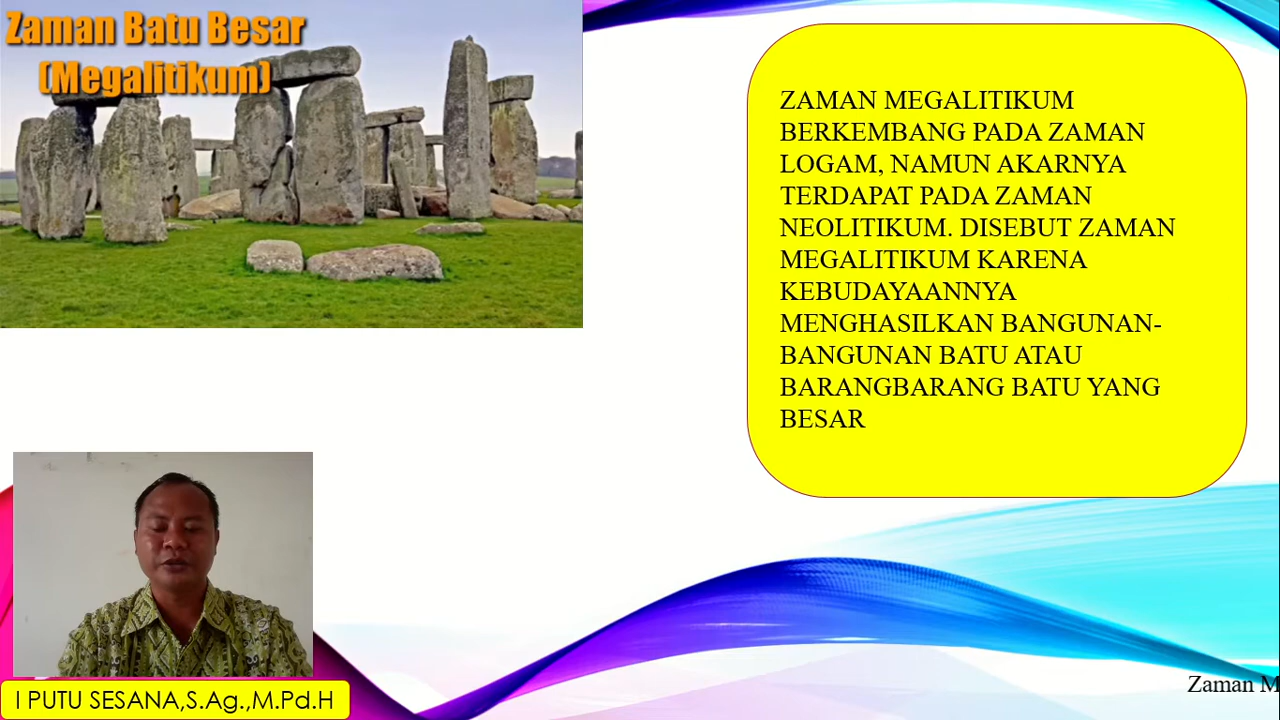 Zaman Batu Besar
(Megalitikum)
ZAMAN MEGALITIKUM
BERKEMBANG PADA ZAMAN
LOGAM, NAMUN AKARNYA
TERDAPAT PADA ZAMAN
NEOLITIKUM. DISEBUT ZAMAN
MEGALITIKUM KARENA
KEBUDAYAANNYA
MENGHASILKAN BANGUNAN-
BANGUNAN BATU ATAU
BARANGBARANG BATU YANG
BESAR
I PUTU SESANA,S.Ag.,M.Pd.H
Zaman M